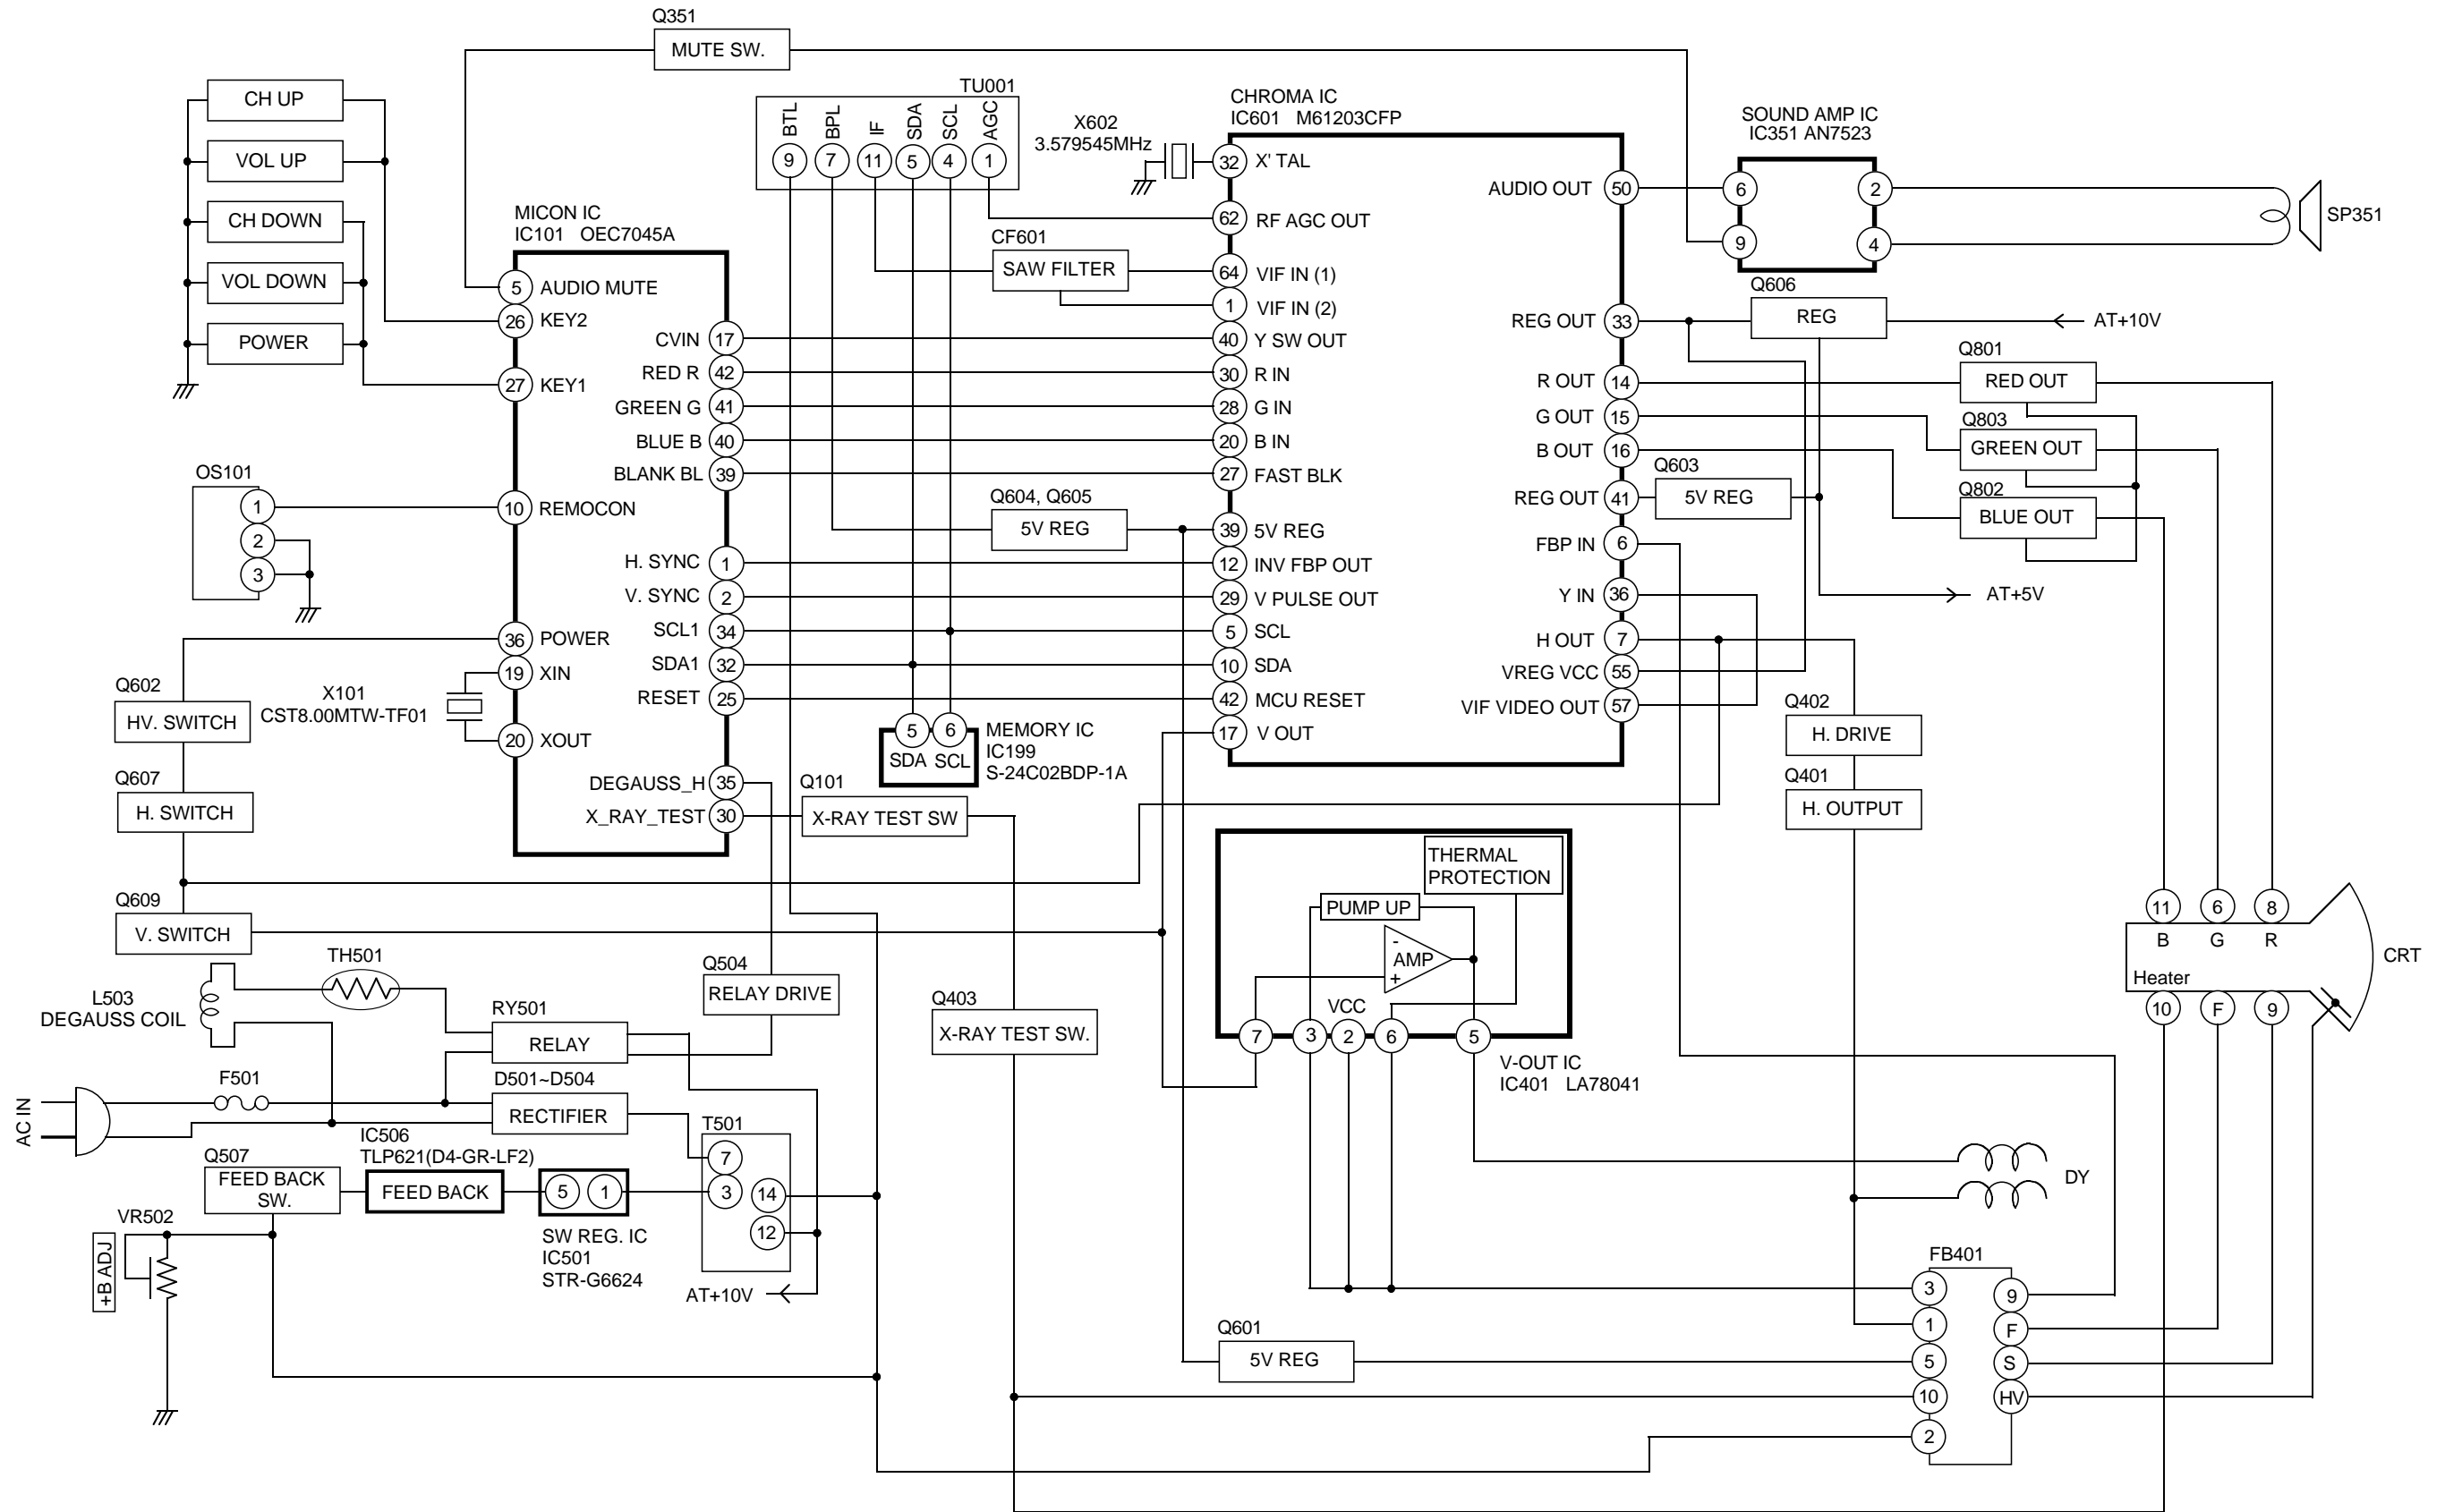 Q351
MUTE SW.
CH UP
VOL UP
CH DOWN
VOL DOWN
POWER
TU001
BTL
BPL
IF
SDA
SCL
AGC
9
7
11
5
4
1
X602
3.579545MHz
CHROMA IC
IC601 M61203CFP
32 X' TAL
62 RF AGC OUT
CF601
SAW FILTER
64 VIF IN (1)
1 VIF IN (2)
40 Y SW OUT
30 R IN
28 G IN
20 B IN
27 FAST BLK
Q604, Q605
5V REG
39 5V REG
12 INV FBP OUT
29 V PULSE OUT
5 SCL
10 SDA
42 MCU RESET
17 V OUT
AUDIO OUT 50
REG OUT 33
R OUT 14
G OUT 15
B OUT 16
REG OUT 41
FBP IN 6
Y IN 36
H OUT 7
VREG VCC 55
VIF VIDEO OUT 57
SOUND AMP IC
IC351 AN7523
6
2
9
4
SP351
Q606
REG
AT+10V
Q801
RED OUT
Q803
GREEN OUT
Q802
BLUE OUT
Q603
5V REG
AT+5V
Q402
H. DRIVE
Q401
H. OUTPUT
MICON IC
IC101 OEC7045A
5 AUDIO MUTE
26 KEY2
27 KEY1
10 REMOCON
36 POWER
19 XIN
20 XOUT
CVIN 17
RED R 42
GREEN G 41
BLUE B 40
BLANK BL 39
H. SYNC 1
V. SYNC 2
SCL1 34
SDA1 32
RESET 25
DEGAUSS_H 35
X_RAY_TEST 30
OS101
1
2
3
Q602
HV. SWITCH
X101
CST8.00MTW-TF01
Q607
H. SWITCH
Q609
V. SWITCH
5
6
SDA SCL
MEMORY IC
IC199
S-24C02BDP-1A
Q101
X-RAY TEST SW
THERMAL
PROTECTION
PUMP UP
-
AMP
+
VCC
7
3
2
6
5
V-OUT IC
IC401 LA78041
11
6
8
B
G
R
Heater
10
F
9
CRT
TH501
L503
DEGAUSS COIL
RY501
RELAY
Q504
RELAY DRIVE
Q403
X-RAY TEST SW.
AC IN
F501
D501~D504
RECTIFIER
IC506
TLP621(D4-GR-LF2)
Q507
FEED BACK
SW.
FEED BACK
5
1
SW REG. IC
IC501
STR-G6624
T501
7
3
14
12
AT+10V
VR502
+B ADJ
DY
Q601
5V REG
FB401
3
1
5
10
2
9
F
S
HV